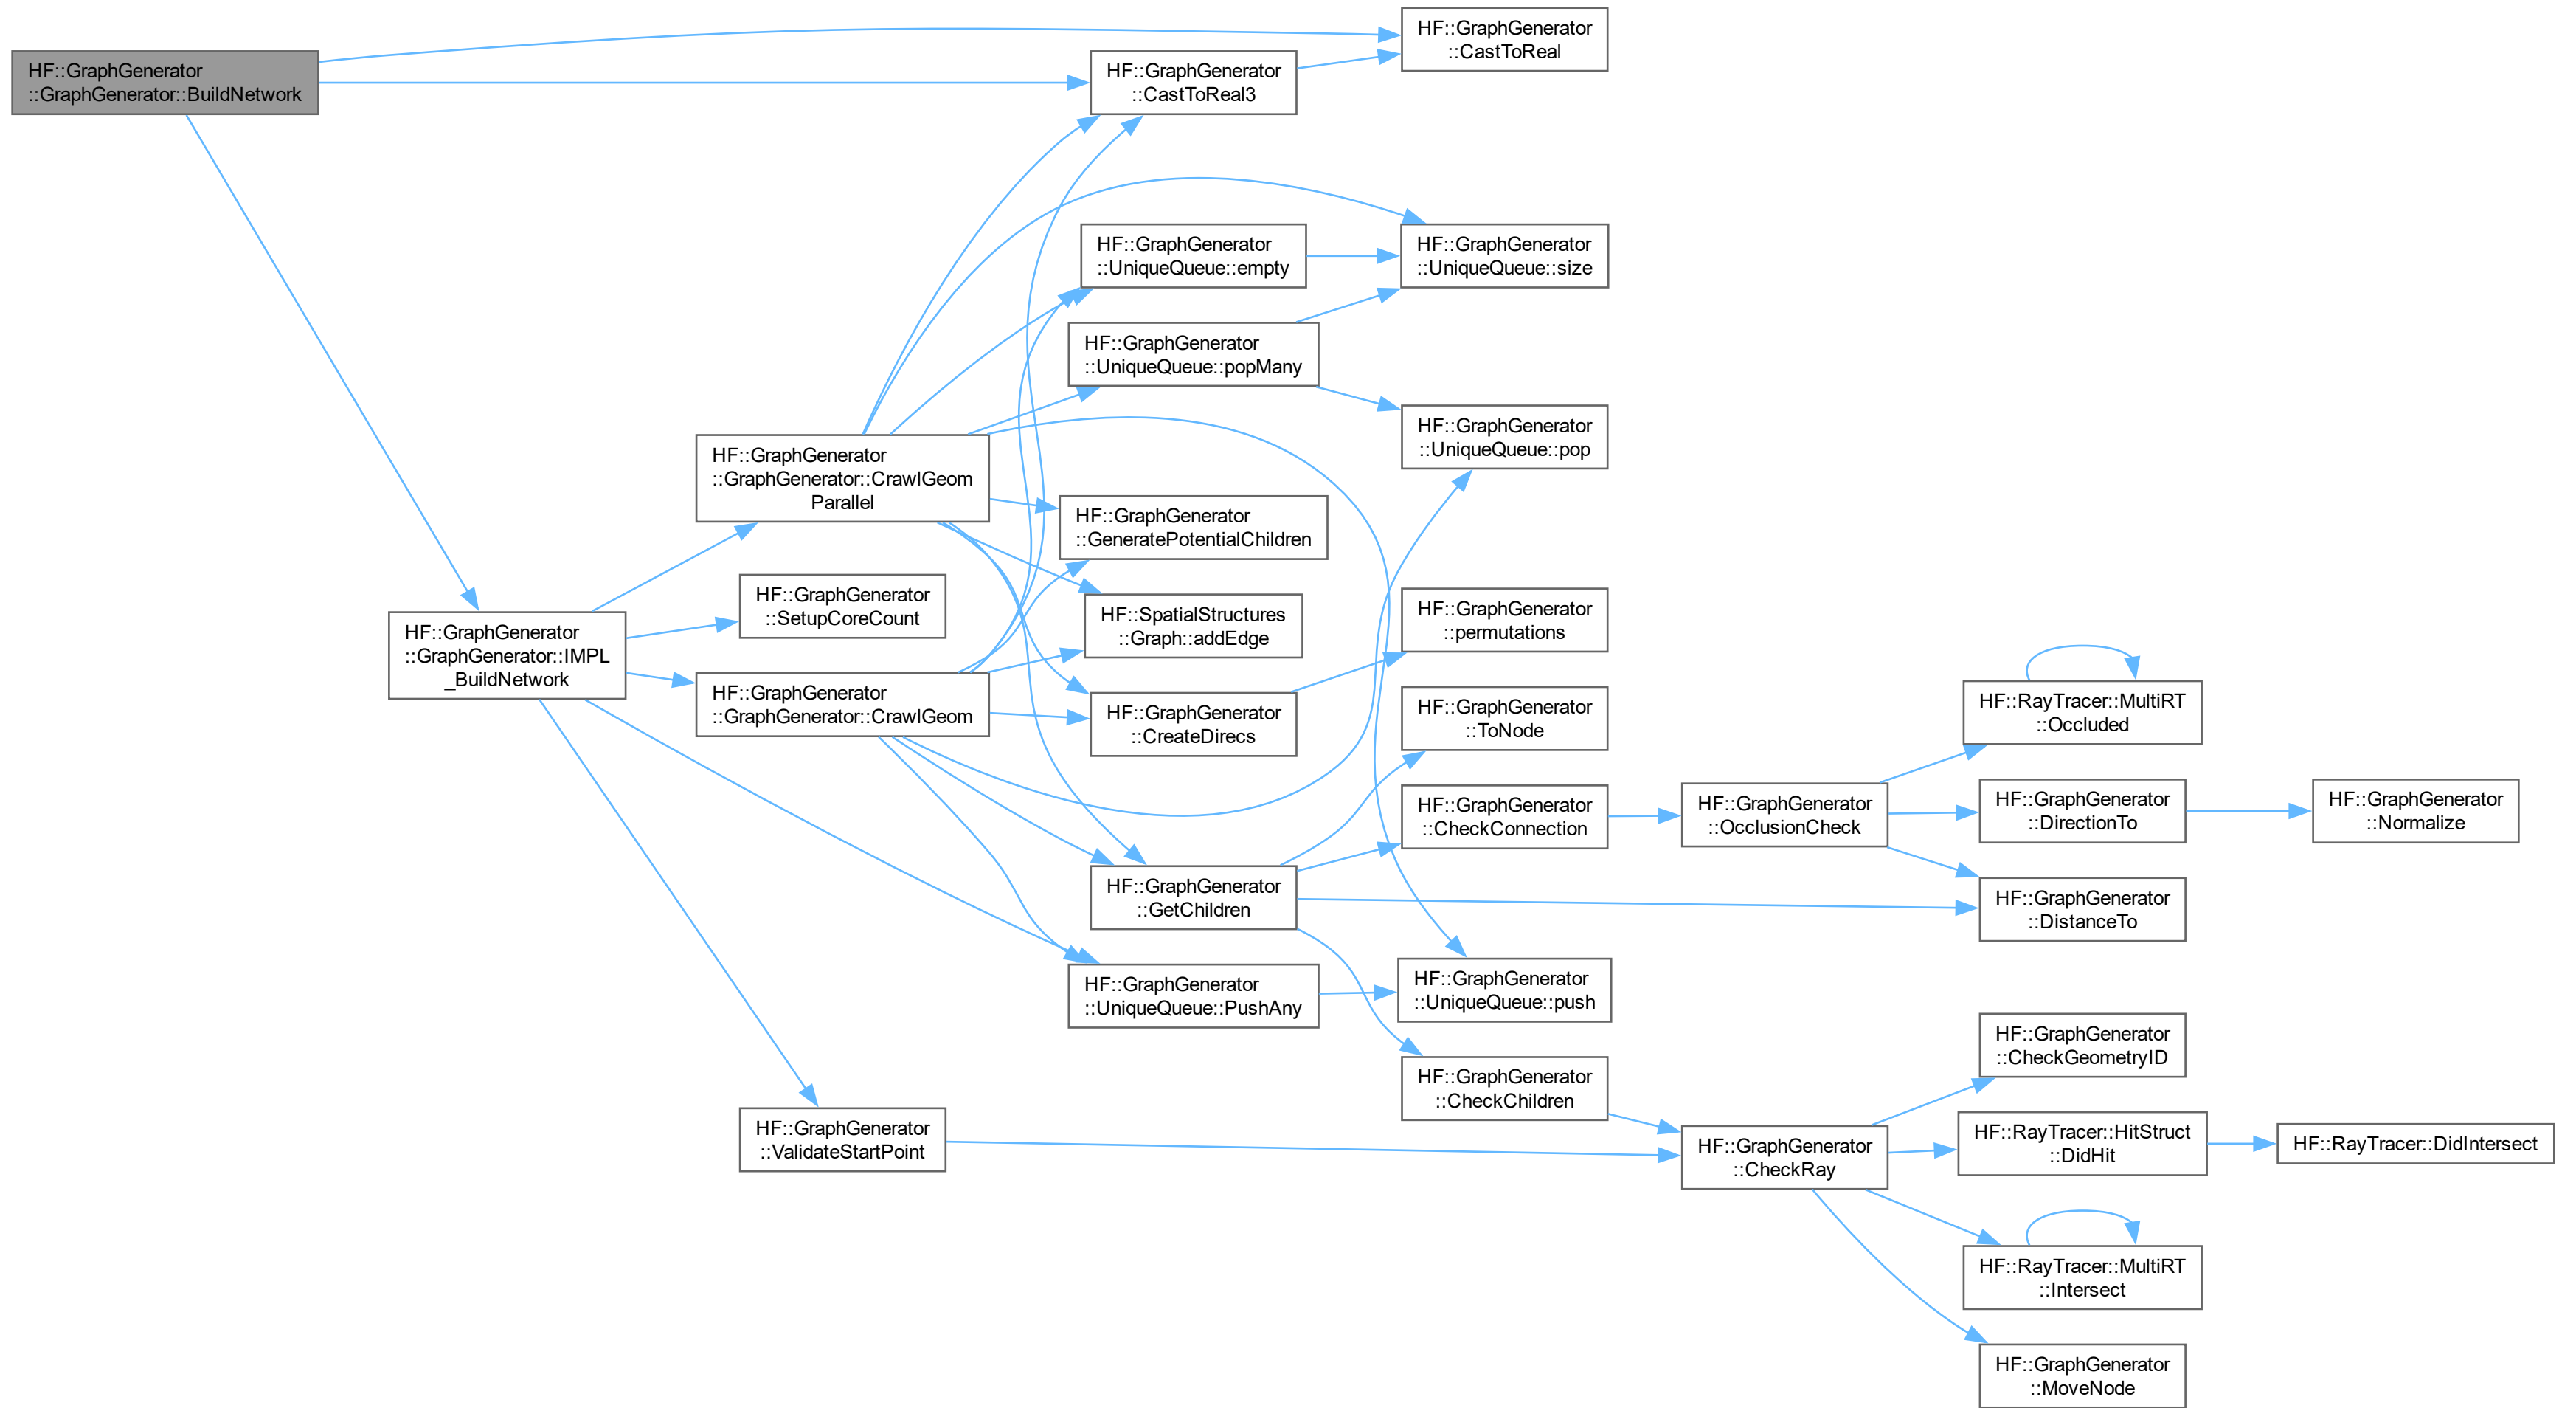 HF::GraphGenerator
::GraphGenerator::BuildNetwork
HF::GraphGenerator
::GraphGenerator::IMPL
_BuildNetwork
HF::GraphGenerator
::GraphGenerator::CrawlGeom
Parallel
HF::GraphGenerator
::SetupCoreCount
HF::GraphGenerator
::GraphGenerator::CrawlGeom
HF::GraphGenerator
::ValidateStartPoint
HF::GraphGenerator
::CastToReal3
HF::GraphGenerator
::UniqueQueue::empty
HF::GraphGenerator
::UniqueQueue::popMany
HF::GraphGenerator
::GeneratePotentialChildren
HF::SpatialStructures
::Graph::addEdge
HF::GraphGenerator
::CreateDirecs
HF::GraphGenerator
::GetChildren
HF::GraphGenerator
::UniqueQueue::PushAny
HF::GraphGenerator
::CastToReal
HF::GraphGenerator
::UniqueQueue::size
HF::GraphGenerator
::UniqueQueue::pop
HF::GraphGenerator
::permutations
HF::GraphGenerator
::ToNode
HF::GraphGenerator
::CheckConnection
HF::GraphGenerator
::UniqueQueue::push
HF::GraphGenerator
::CheckChildren
HF::GraphGenerator
::OcclusionCheck
HF::GraphGenerator
::CheckRay
HF::RayTracer::MultiRT
::Occluded
HF::GraphGenerator
::DirectionTo
HF::GraphGenerator
::DistanceTo
HF::GraphGenerator
::CheckGeometryID
HF::RayTracer::HitStruct
::DidHit
HF::RayTracer::MultiRT
::Intersect
HF::GraphGenerator
::MoveNode
HF::GraphGenerator
::Normalize
HF::RayTracer::DidIntersect